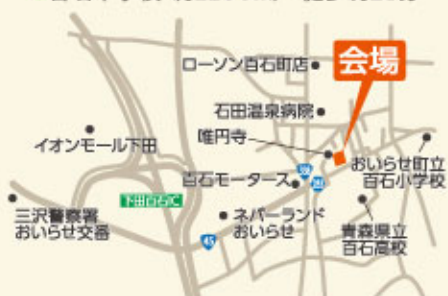 ローソン百石町店
会場
石田温泉病院
唯円寺
イオンモール下田
おいらせ町立
百石小学校
百石モータース
下田百石IC
三沢警察署
おいらせ交番
ネバーランド
おいらせ
青森県立
百石高校
45